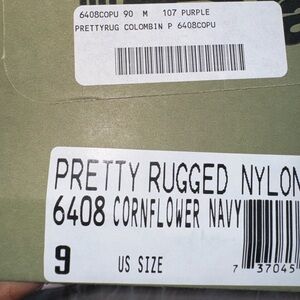 6408COPU 90 M 107 PURPLE
PRETTYRUG COLOMBIN P 6408COPU
PRETTY RUGGED NYLON
6408 CORNFLOWER NAVY
9 US SIZE
7 37045